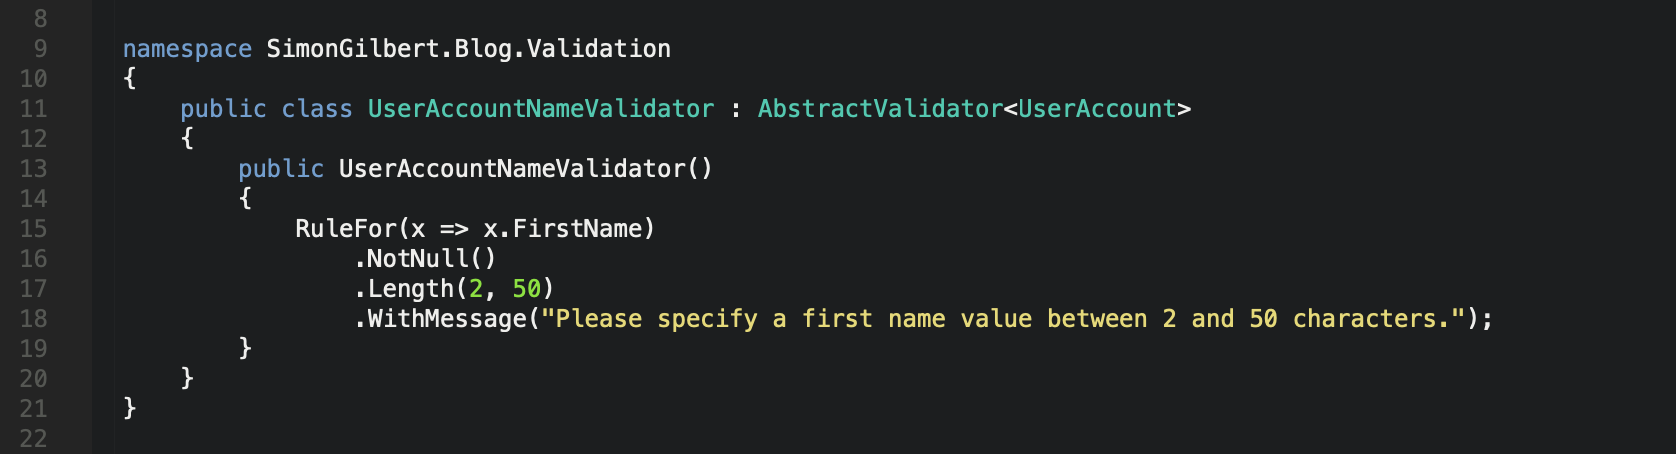 8
9 namespace SimonGilbert.Blog.Validation
10 {
11     public class UserAccountNameValidator : AbstractValidator<UserAccount>
12     {
13         public UserAccountNameValidator()
14         {
15             RuleFor(x => x.FirstName)
16                 .NotNull()
17                 .Length(2, 50)
18                 .WithMessage("Please specify a first name value between 2 and 50 characters.");
19         }
20     }
21 }
22